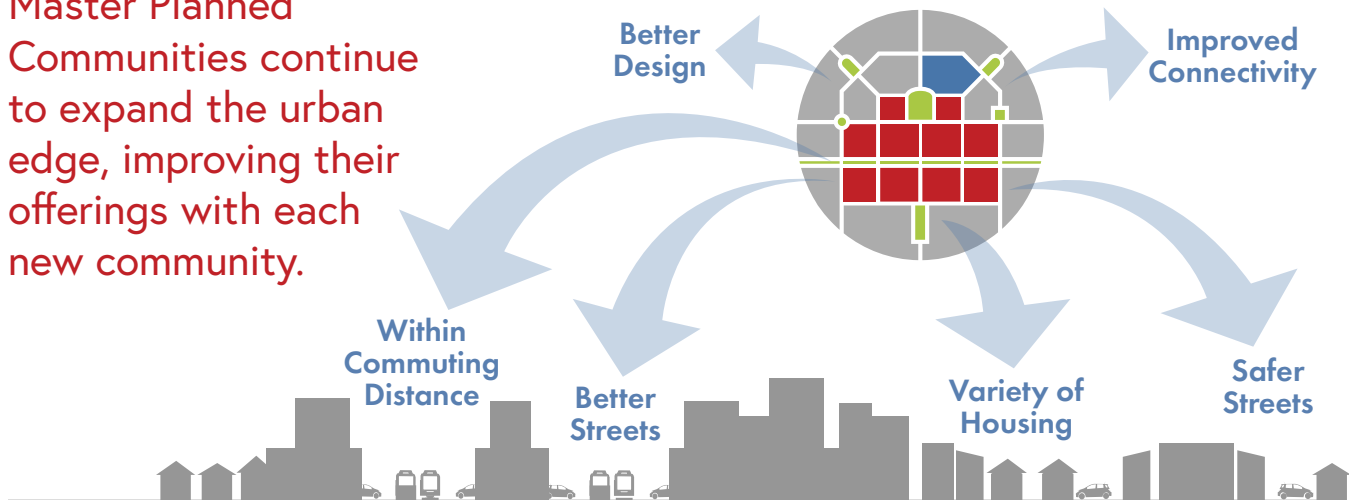 Master Planned
Communities continue
to expand the urban
edge, improving their
offerings with each
new community.
Better
Design
Improved
Connectivity
Within
Commuting
Distance
Better
Streets
Variety of
Housing
Safer
Streets